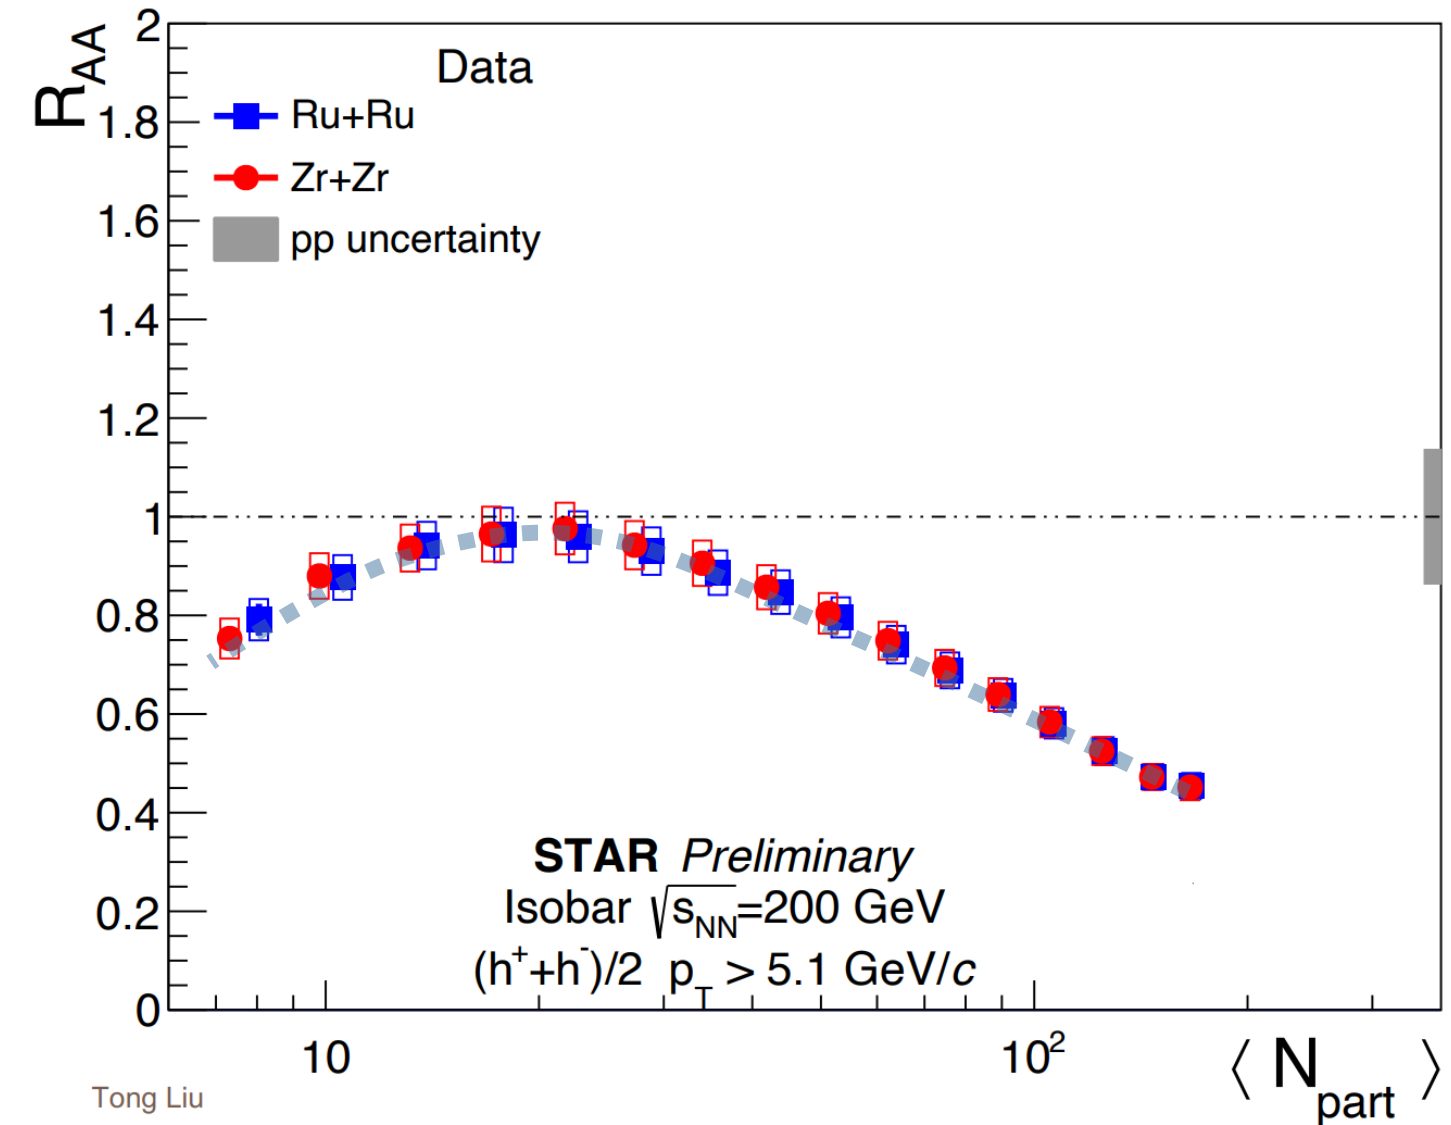 R_AA
2
Data
Ru+Ru
1.8
Zr+Zr
1.6
pp uncertainty
1.4
1.2
1
0.8
0.6
0.4
STAR Preliminary
Isobar √s_NN=200 GeV
0.2
(h⁺+h⁻)/2 p_T > 5.1 GeV/c
0
10
10²
⟨ N_part ⟩
Tong Liu